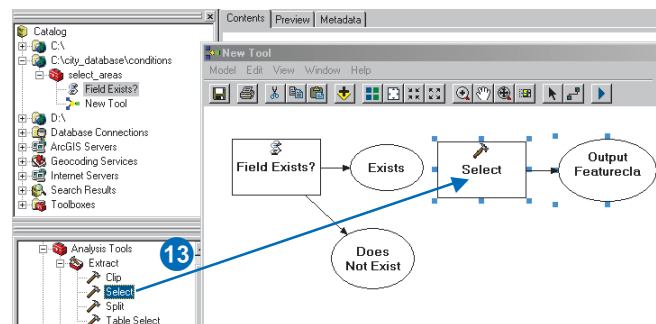 Contents Preview Metadata
Catalog
C:\
C:\city_database\conditions
select_areas
Field Exists?
New Tool
D:\
Database Connections
ArcGIS Servers
Geocoding Services
Internet Servers
Search Results
Toolboxes
New Tool
Model Edit View Window Help
Field Exists?
Exists
Select
Output
Featurecla
Does
Not Exist
13
Analysis Tools
Extract
Clip
Select
Split
Table Select